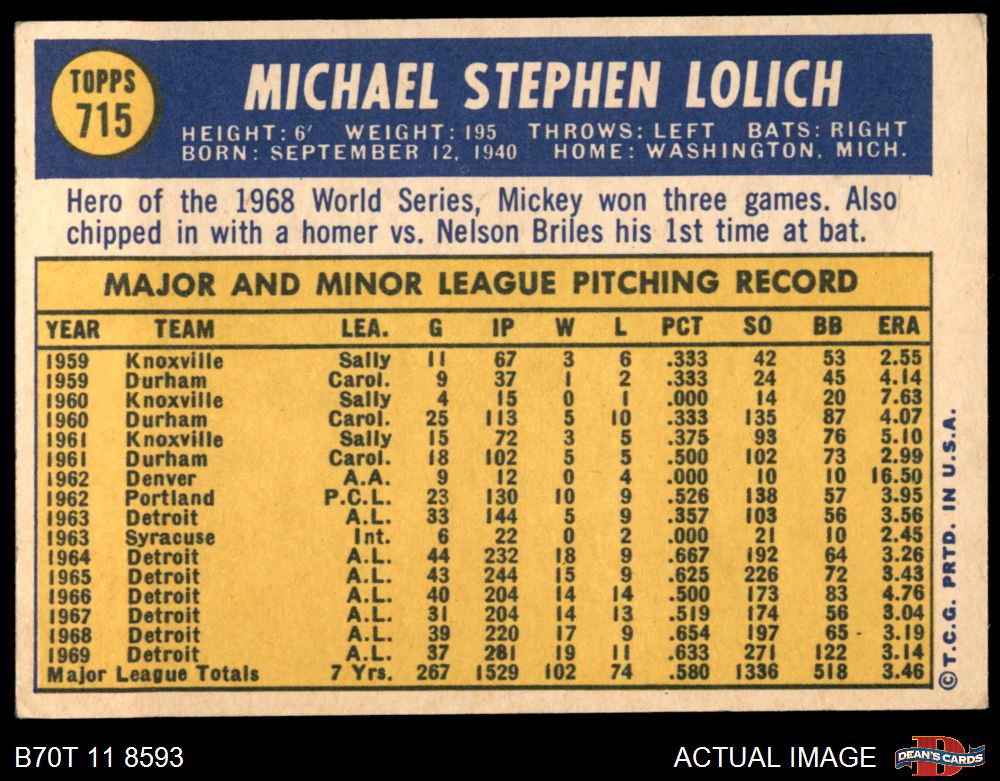 TOPPS
715
MICHAEL STEPHEN LOLICH
HEIGHT: 6' WEIGHT: 195 THROWS: LEFT BATS: RIGHT
BORN: SEPTEMBER 12, 1940 HOME: WASHINGTON, MICH.
Hero of the 1968 World Series, Mickey won three games. Also
chipped in with a homer vs. Nelson Briles his 1st time at bat.
MAJOR AND MINOR LEAGUE PITCHING RECORD
YEAR TEAM LEA. G IP W L PCT SO BB ERA
1959 Knoxville Sally 11 67 3 6 .333 42 53 2.55
1959 Durham Carol. 9 37 1 2 .333 24 45 4.14
1960 Knoxville Sally 4 15 0 1 .000 14 20 7.63
1960 Durham Carol. 25 113 5 10 .333 135 87 4.07
1961 Knoxville Sally 15 72 3 5 .375 93 76 5.10
1961 Durham Carol. 18 102 5 5 .500 102 73 2.99
1962 Denver A.A. 9 12 0 4 .000 10 10 16.50
1962 Portland P.C.L. 23 130 10 9 .526 138 57 3.95
1963 Detroit A.L. 33 144 5 9 .357 103 56 3.56
1963 Syracuse Int. 6 22 0 2 .000 21 10 2.45
1964 Detroit A.L. 44 232 18 9 .667 192 64 3.26
1965 Detroit A.L. 43 244 15 9 .625 226 72 3.43
1966 Detroit A.L. 40 204 14 14 .500 173 83 4.76
1967 Detroit A.L. 31 204 14 13 .519 174 56 3.04
1968 Detroit A.L. 39 220 17 9 .654 197 65 3.19
1969 Detroit A.L. 37 281 19 11 .633 271 122 3.14
Major League Totals 7 Yrs. 267 1529 102 74 .580 1336 518 3.46
©T.C.G. PRTD. IN U.S.A.
B70T 11 8593
ACTUAL IMAGE
DEAN'S CARDS